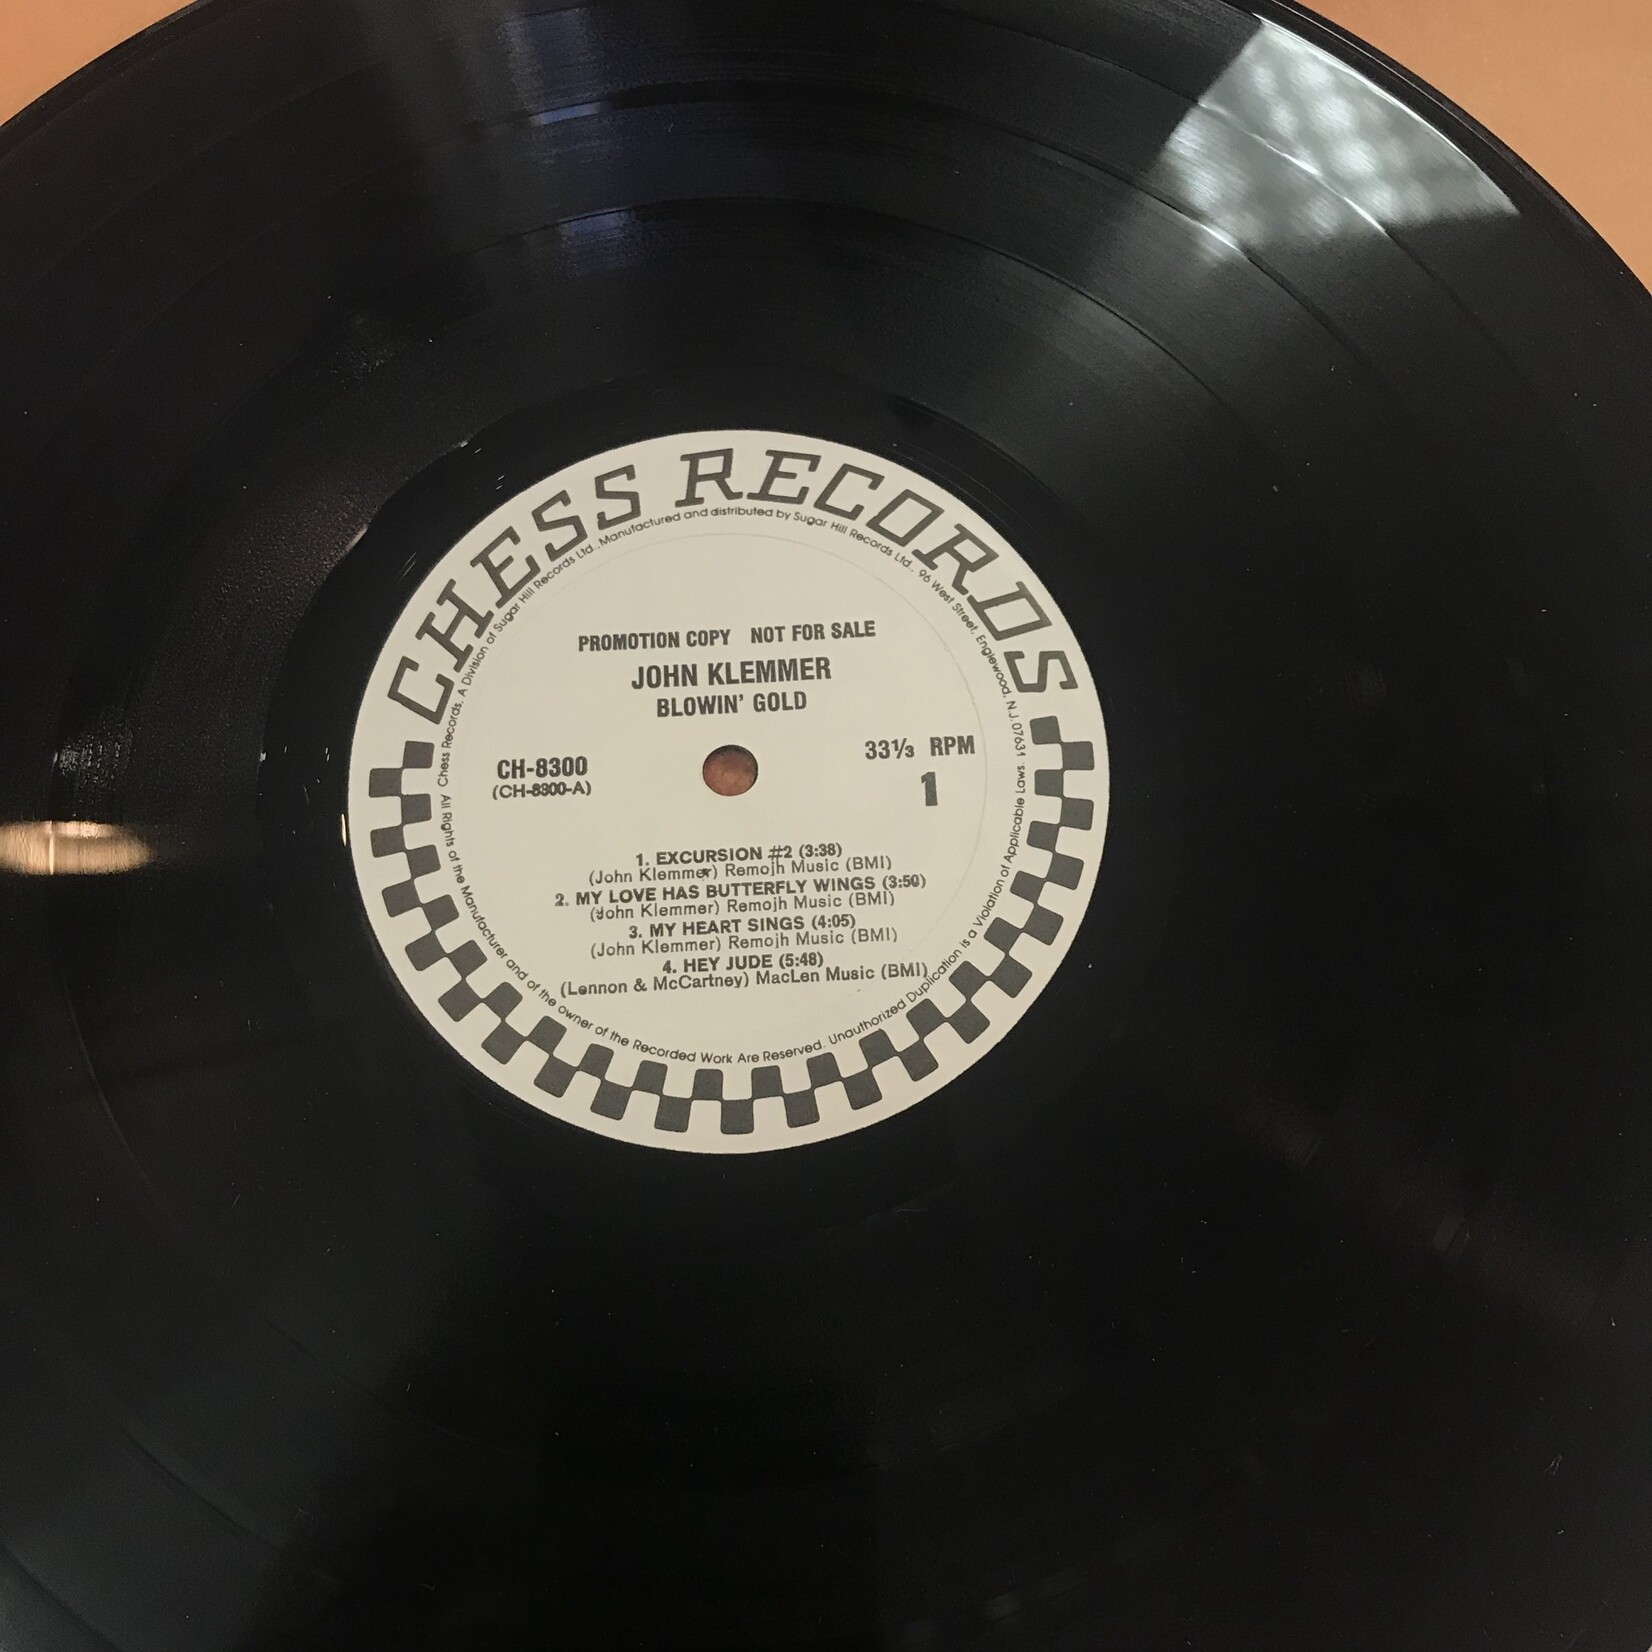 CHESS RECORDS
Chess Records, A Division of Sugar Hill Records Ltd., Manufactured and distributed by Sugar Hill Records Ltd., 96 West Street, Englewood, N.J. 07631
PROMOTION COPY NOT FOR SALE
JOHN KLEMMER
BLOWIN' GOLD
CH-8300
(CH-8300-A)
33⅓ RPM
1
1. EXCURSION #2 (3:38)
(John Klemmer) Remojh Music (BMI)
2. MY LOVE HAS BUTTERFLY WINGS (3:50)
(John Klemmer) Remojh Music (BMI)
3. MY HEART SINGS (4:05)
(John Klemmer) Remojh Music (BMI)
4. HEY JUDE (5:48)
(Lennon & McCartney) MacLen Music (BMI)
All Rights of the Manufacturer and of the owner of the Recorded Work Are Reserved. Unauthorized Duplication is a Violation of Applicable Laws.